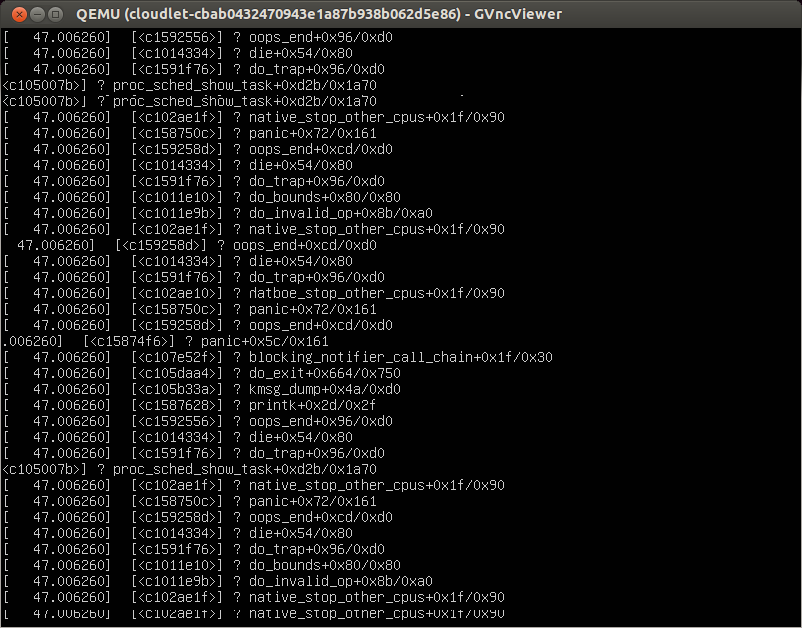 QEMU (cloudlet-cbab0432470943e1a87b938b062d5e86) - GVncViewer
[   47.006260]  [<c1592556>] ? oops_end+0x96/0xd0
[   47.006260]  [<c1014334>] ? die+0x54/0x80
[   47.006260]  [<c1591f76>] ? do_trap+0x96/0xd0
<c105007b>] ? proc_sched_show_task+0xd2b/0x1a70
<c105007b>] ? proc_sched_show_task+0xd2b/0x1a70
[   47.006260]  [<c102ae1f>] ? native_stop_other_cpus+0x1f/0x90
[   47.006260]  [<c158750c>] ? panic+0x72/0x161
[   47.006260]  [<c159258d>] ? oops_end+0xcd/0xd0
[   47.006260]  [<c1014334>] ? die+0x54/0x80
[   47.006260]  [<c1591f76>] ? do_trap+0x96/0xd0
[   47.006260]  [<c1011e10>] ? do_bounds+0x80/0x80
[   47.006260]  [<c1011e9b>] ? do_invalid_op+0x8b/0xa0
[   47.006260]  [<c102ae1f>] ? native_stop_other_cpus+0x1f/0x90
47.006260]  [<c159258d>] ? oops_end+0xcd/0xd0
[   47.006260]  [<c1014334>] ? die+0x54/0x80
[   47.006260]  [<c1591f76>] ? do_trap+0x96/0xd0
[   47.006260]  [<c102ae10>] ? _stop_other_cpus+0x1f/0x90
[   47.006260]  [<c158750c>] ? panic+0x72/0x161
[   47.006260]  [<c159258d>] ? oops_end+0xcd/0xd0
.006260]  [<c15874f6>] ? panic+0x5c/0x161
[   47.006260]  [<c107e52f>] ? blocking_notifier_call_chain+0x1f/0x30
[   47.006260]  [<c105daa4>] ? do_exit+0x664/0x750
[   47.006260]  [<c105b33a>] ? kmsg_dump+0x4a/0xd0
[   47.006260]  [<c1587628>] ? printk+0x2d/0x2f
[   47.006260]  [<c1592556>] ? oops_end+0x96/0xd0
[   47.006260]  [<c1014334>] ? die+0x54/0x80
[   47.006260]  [<c1591f76>] ? do_trap+0x96/0xd0
<c105007b>] ? proc_sched_show_task+0xd2b/0x1a70
[   47.006260]  [<c102ae1f>] ? native_stop_other_cpus+0x1f/0x90
[   47.006260]  [<c158750c>] ? panic+0x72/0x161
[   47.006260]  [<c159258d>] ? oops_end+0xcd/0xd0
[   47.006260]  [<c1014334>] ? die+0x54/0x80
[   47.006260]  [<c1591f76>] ? do_trap+0x96/0xd0
[   47.006260]  [<c1011e10>] ? do_bounds+0x80/0x80
[   47.006260]  [<c1011e9b>] ? do_invalid_op+0x8b/0xa0
[   47.006260]  [<c102ae1f>] ? native_stop_other_cpus+0x1f/0x90
[   47.006260]  [<c102ae1f>] ? native_stop_other_cpus+0x1f/0x90